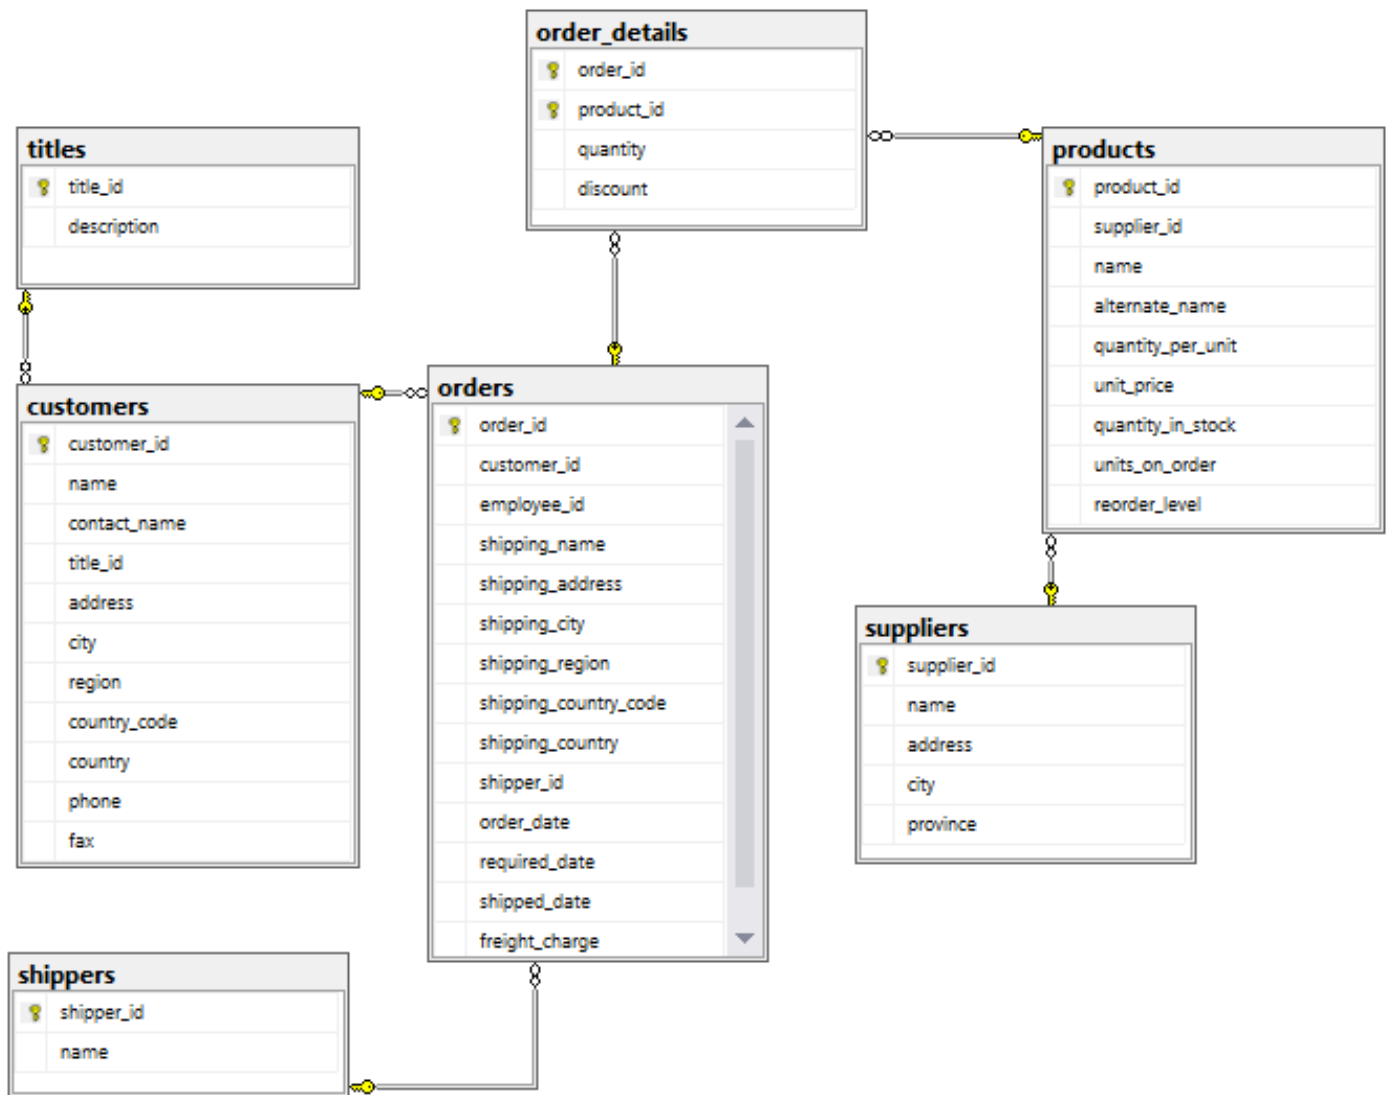 order_details
order_id
product_id
quantity
discount
titles
title_id
description
products
product_id
supplier_id
name
alternate_name
quantity_per_unit
unit_price
quantity_in_stock
units_on_order
reorder_level
customers
customer_id
name
contact_name
title_id
address
city
region
country_code
country
phone
fax
orders
order_id
customer_id
employee_id
shipping_name
shipping_address
shipping_city
shipping_region
shipping_country_code
shipping_country
shipper_id
order_date
required_date
shipped_date
freight_charge
suppliers
supplier_id
name
address
city
province
shippers
shipper_id
name